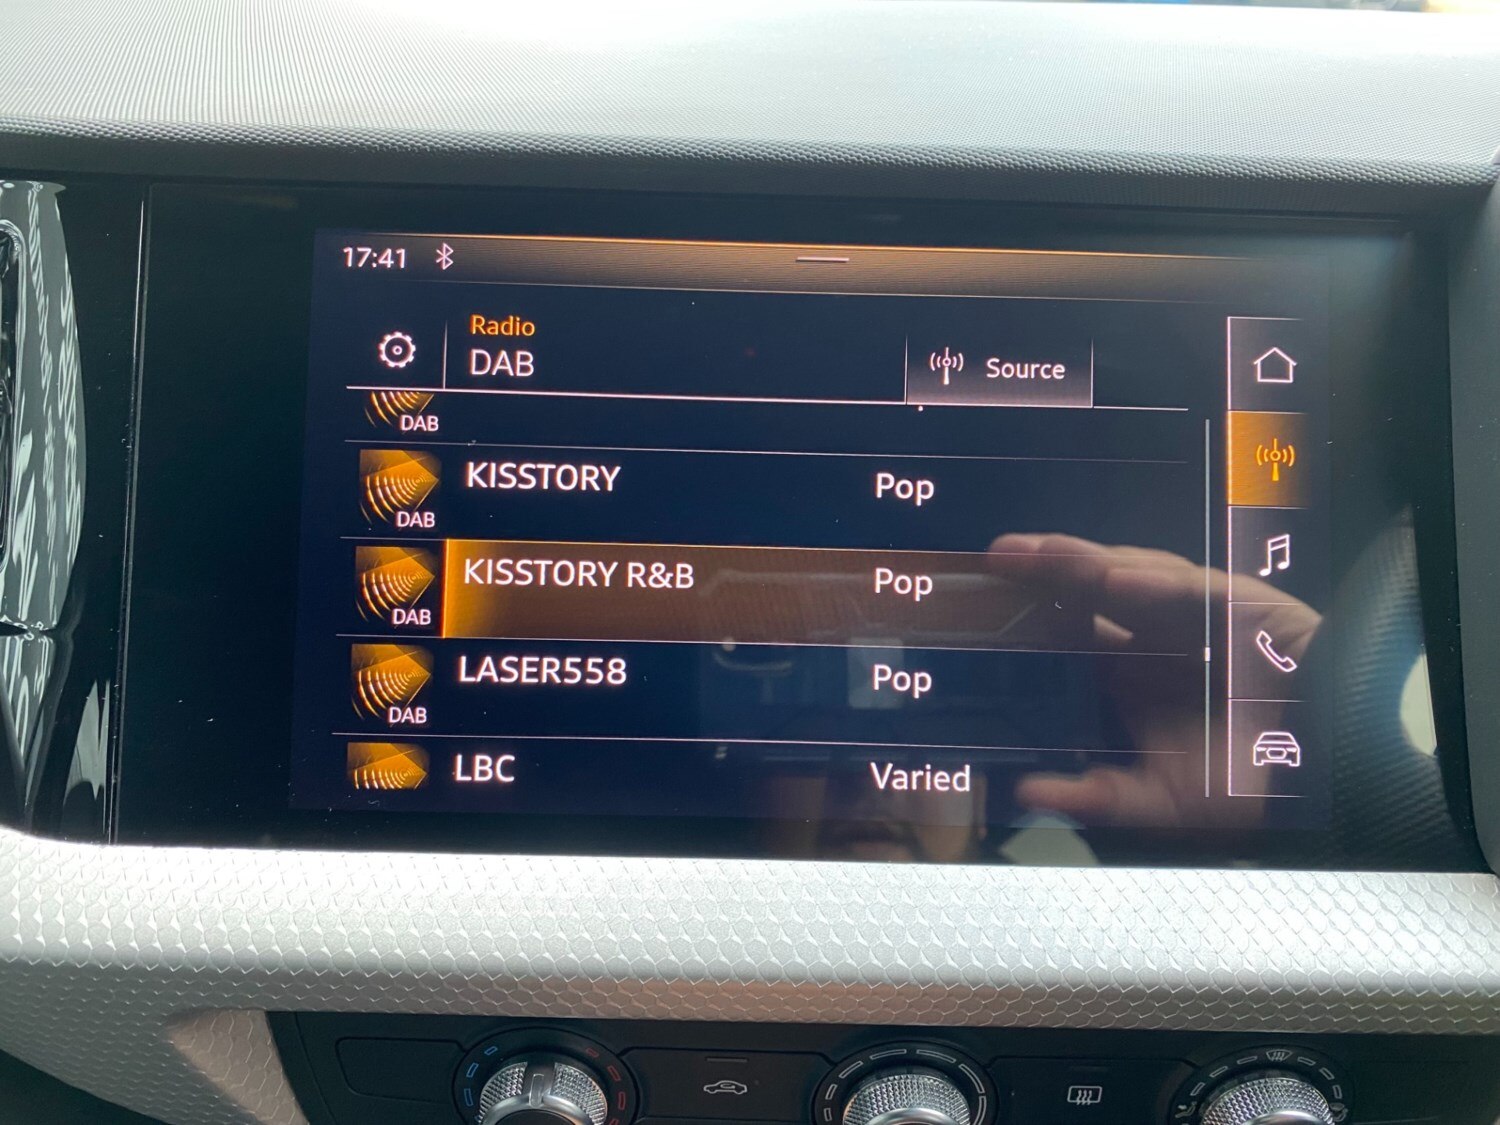 17:41
Radio
DAB
Source
DAB
KISSTORY Pop
DAB
KISSTORY R&B Pop
DAB
LASER558 Pop
DAB
LBC Varied